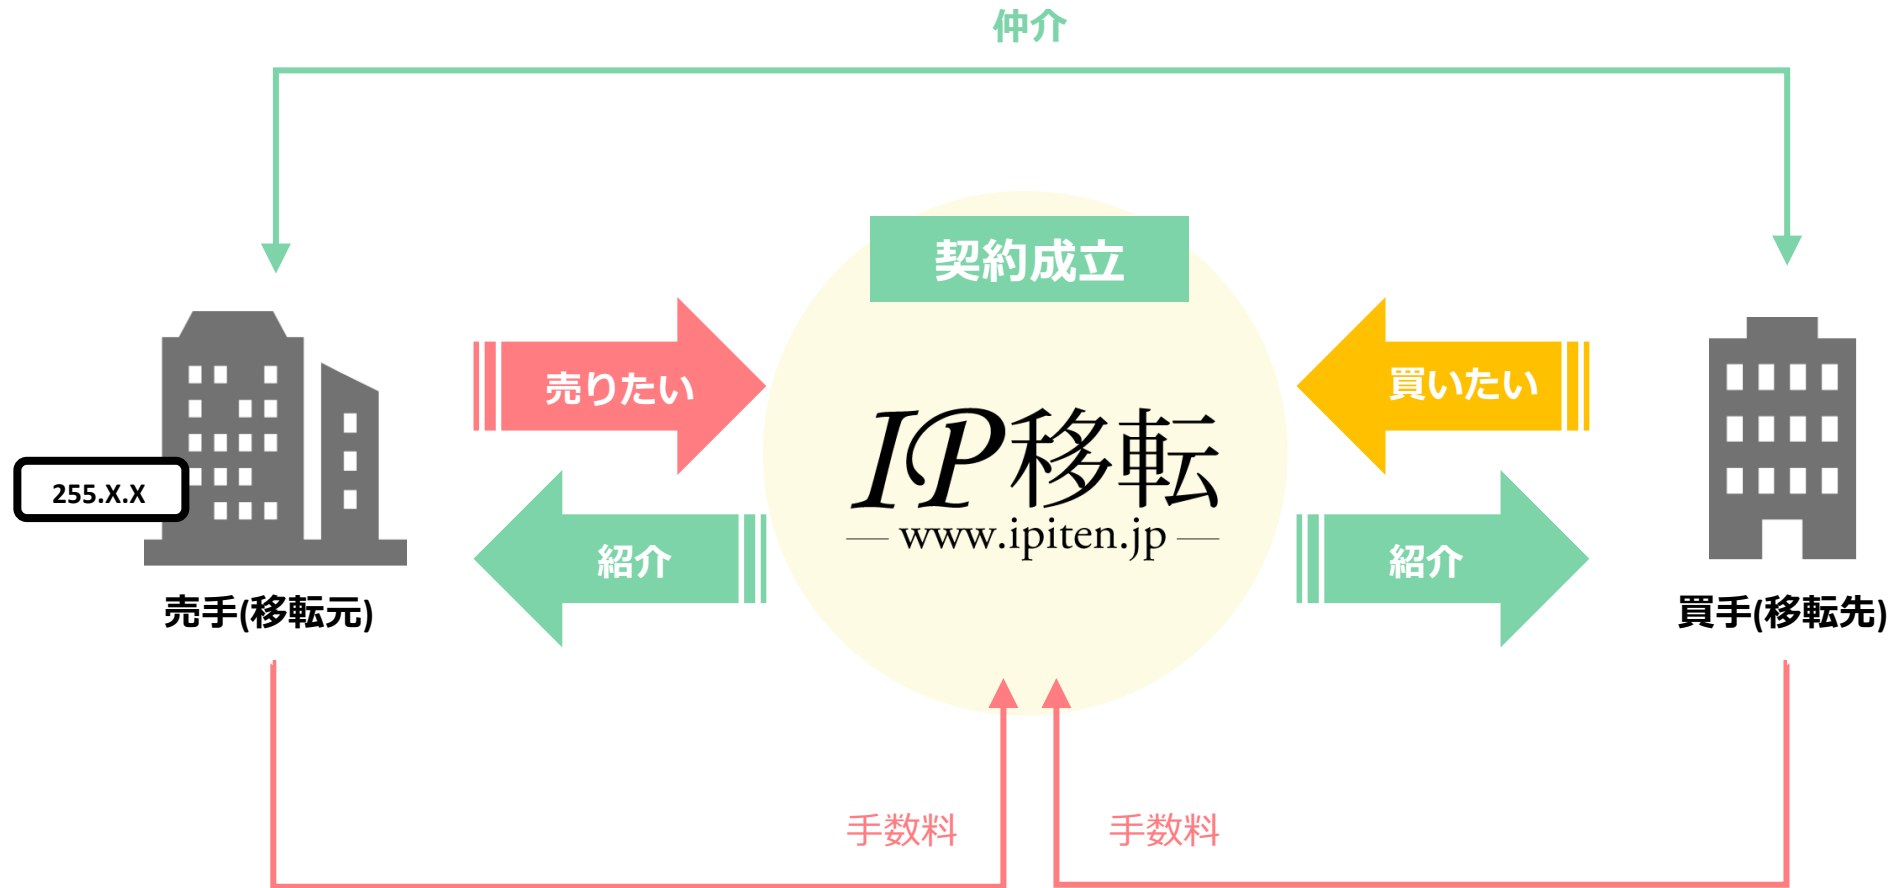 仲介
契約成立
売りたい
買いたい
IP移転
www.ipiten.jp
255.X.X
紹介
紹介
売手(移転元)
買手(移転先)
手数料
手数料